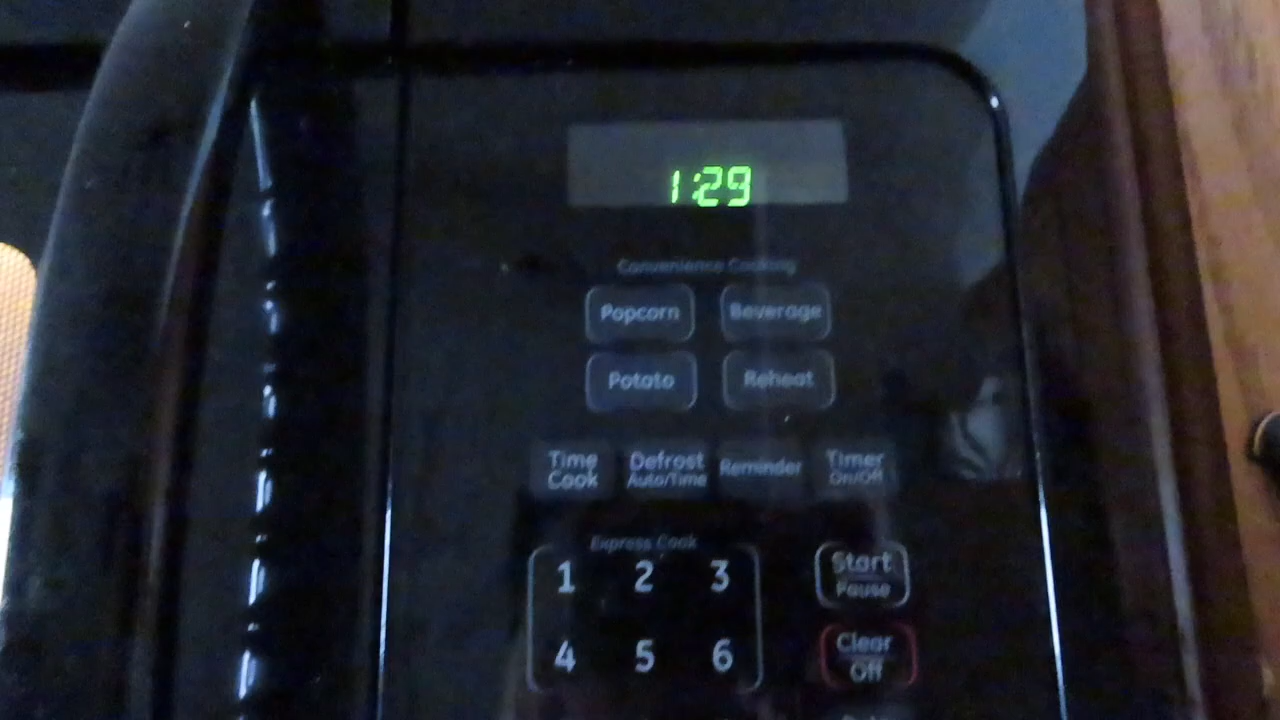 1:29
Convenience Cooking
Popcorn Beverage
Potato Reheat
Time Cook Defrost Auto/Time Reminder Timer On/Off
Express Cook
1 2 3 Start Pause
4 5 6 Clear Off